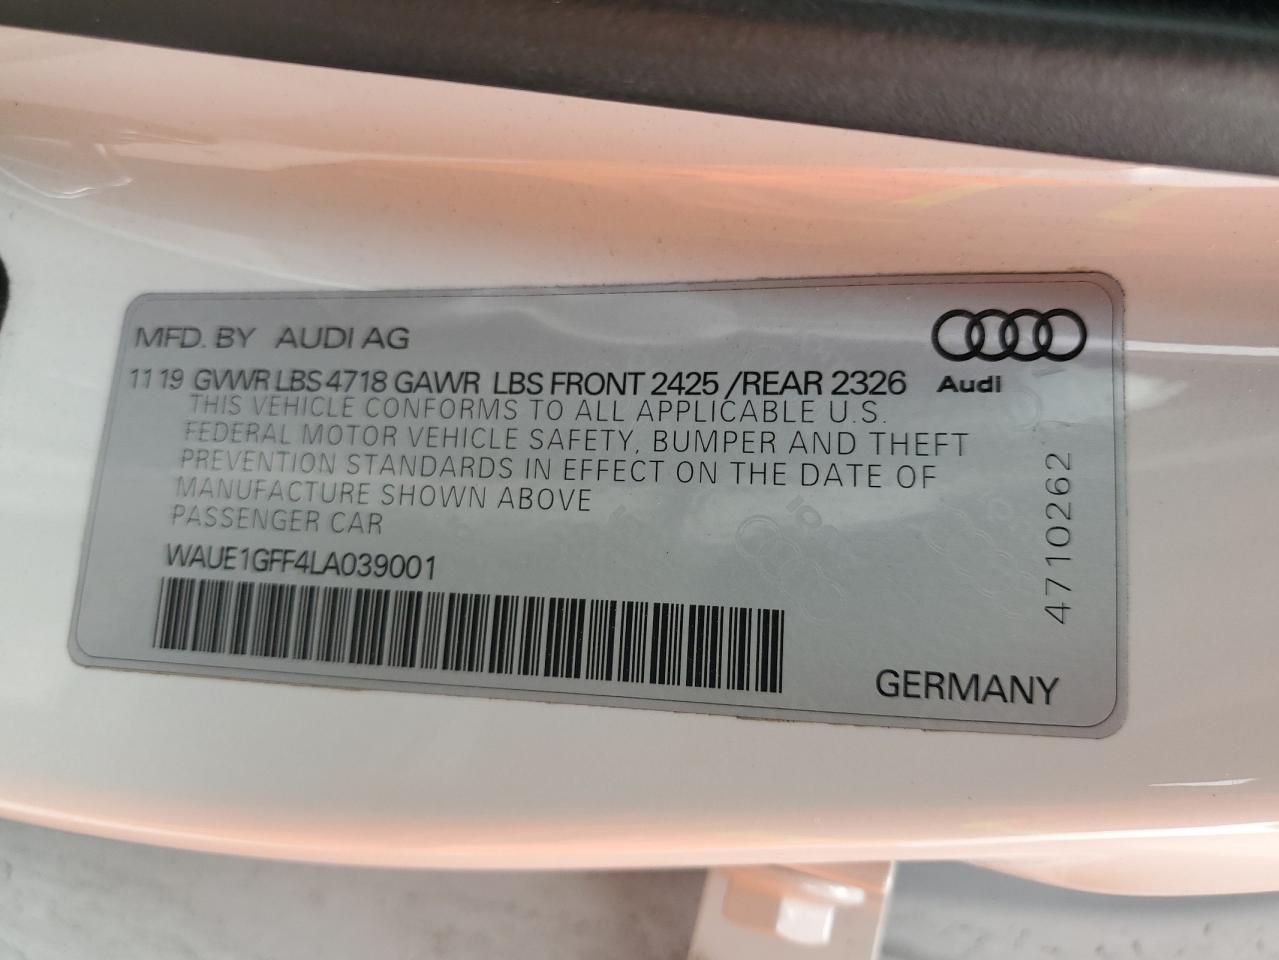 MFD. BY AUDI AG
11 19 GVWR LBS 4718 GAWR LBS FRONT 2425 /REAR 2326
Audi
THIS VEHICLE CONFORMS TO ALL APPLICABLE U.S.
FEDERAL MOTOR VEHICLE SAFETY, BUMPER AND THEFT
PREVENTION STANDARDS IN EFFECT ON THE DATE OF
MANUFACTURE SHOWN ABOVE
PASSENGER CAR
WAUE1GFF4LA039001
4710262
GERMANY